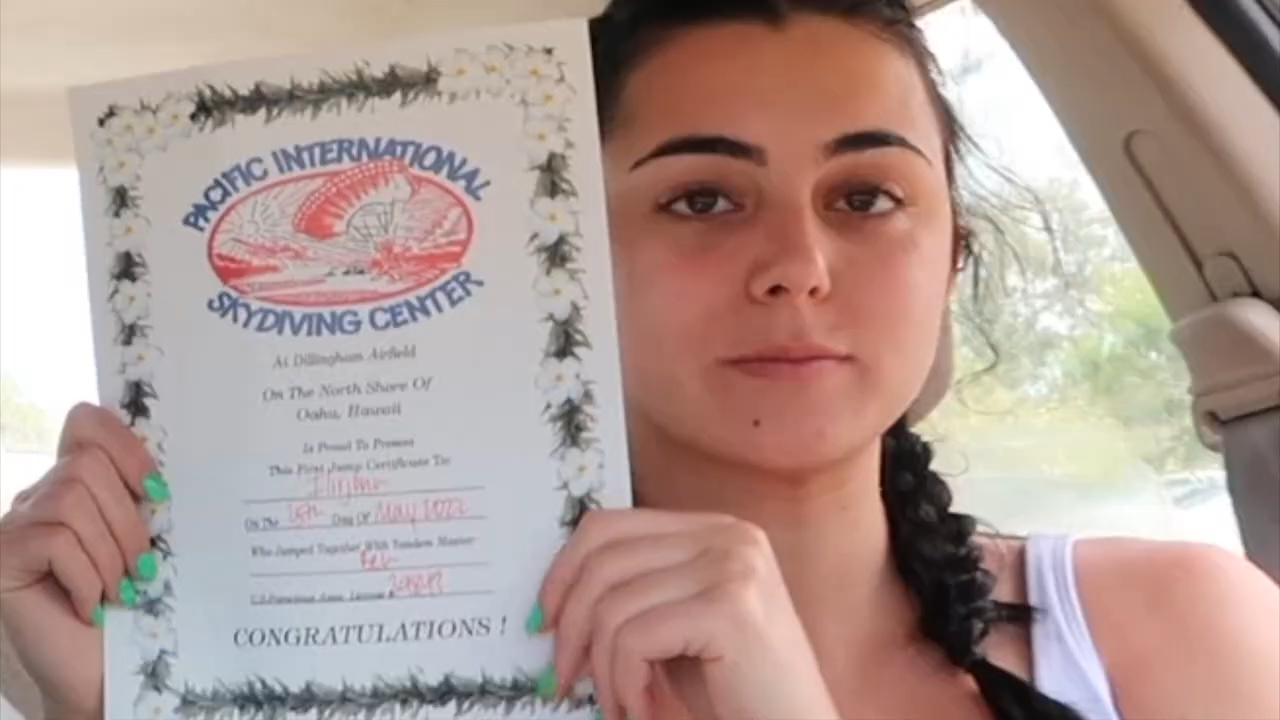 PACIFIC INTERNATIONAL
SKYDIVING CENTER
At Dillingham Airfield
On The North Shore Of
Oahu, Hawaii
Is Proud To Present
This First Jump Certificate To:
On The Day Of May 2022
Who Jumped Together With Tandem Master
CONGRATULATIONS !